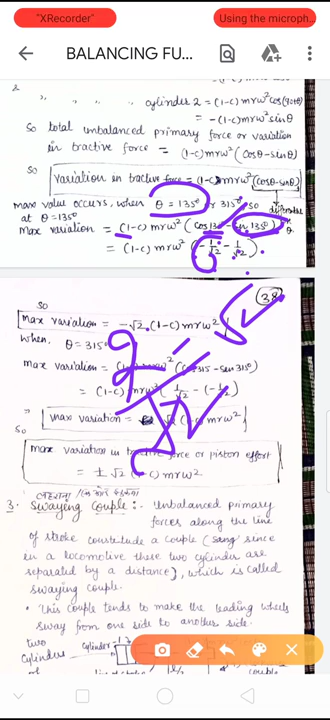 "XRecorder"
Using the microph...
BALANCING FU...
" " " " cylinder 2 = (1-c) mrω² cos(90+θ)
= -(1-c) mrω² sinθ
So total unbalanced primary force or variation
in tractive force = (1-c) mrω² (cosθ-sinθ)
So
variation in tractive force = (1-c) mrω² (cosθ-sinθ)
max value occurs, when θ = 135° or 315° so
at θ = 135°
max variation = (1-c) mrω² (cos 135 - sin 135°)
= (1-c) mrω² (-1/√2 - 1/√2)
38
So
max variation = -√2 (1-c) mrω²
when, θ = 315°
max variation = (1-c) mrω² (cos 315 - sin 315°)
= (1-c) mrω² (1/√2 - (-1/√2)
max variation = √2 (1-c) mrω²
So
max variation in tractive force or piston effort
= ± √2 (1-c) mrω²
3. Swaying couple :- Unbalanced primary
forces along the line
of stroke constitude a couple (since
in a locomotive these two cylinder are
separated by a distance), which is called
swaying couple.
• This couple tends to make the leading wheels
sway from one side to another side.
two
cylinders
cylinder-1
couple